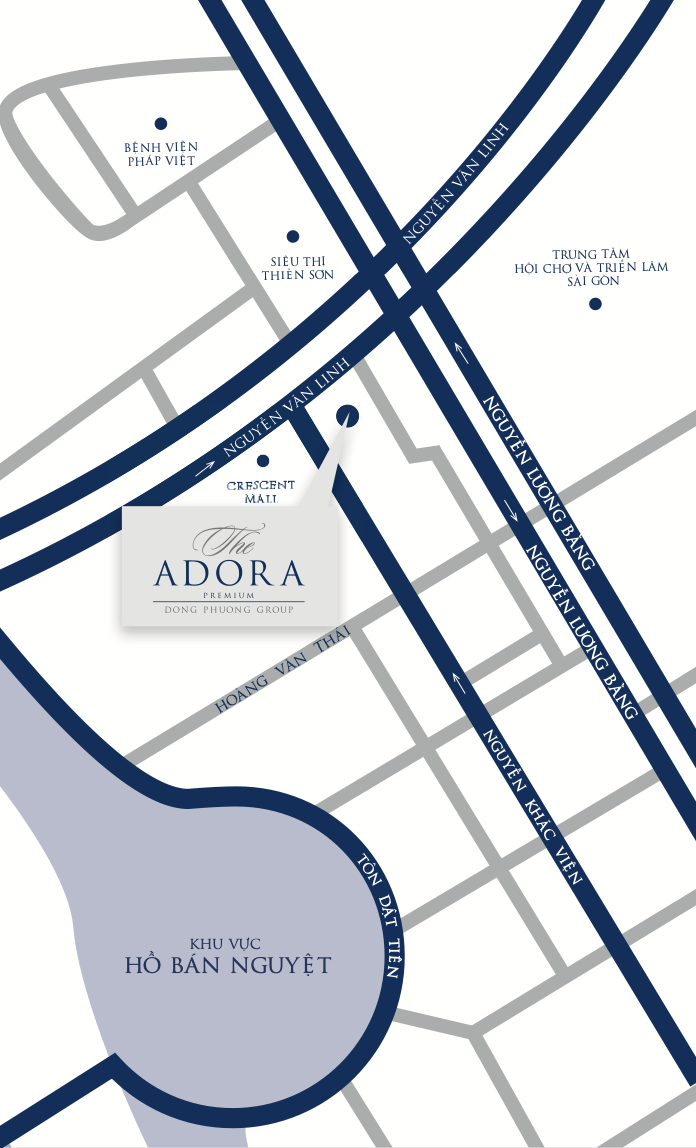 BỆNH VIỆN
PHÁP VIỆT
NGUYỄN VĂN LINH
SIÊU THỊ
THIÊN SƠN
TRUNG TÂM
HỘI CHỢ VÀ TRIỂN LÃM
SÀI GÒN
NGUYỄN VĂN LINH
CRESCENT
MALL
NGUYỄN LƯƠNG BẰNG
The
ADORA
PREMIUM
DONG PHUONG GROUP
NGUYỄN LƯƠNG BẰNG
HOÀNG VĂN THÁI
NGUYỄN KHẮC VIỆN
TÔN DẬT TIÊN
KHU VỰC
HỒ BÁN NGUYỆT